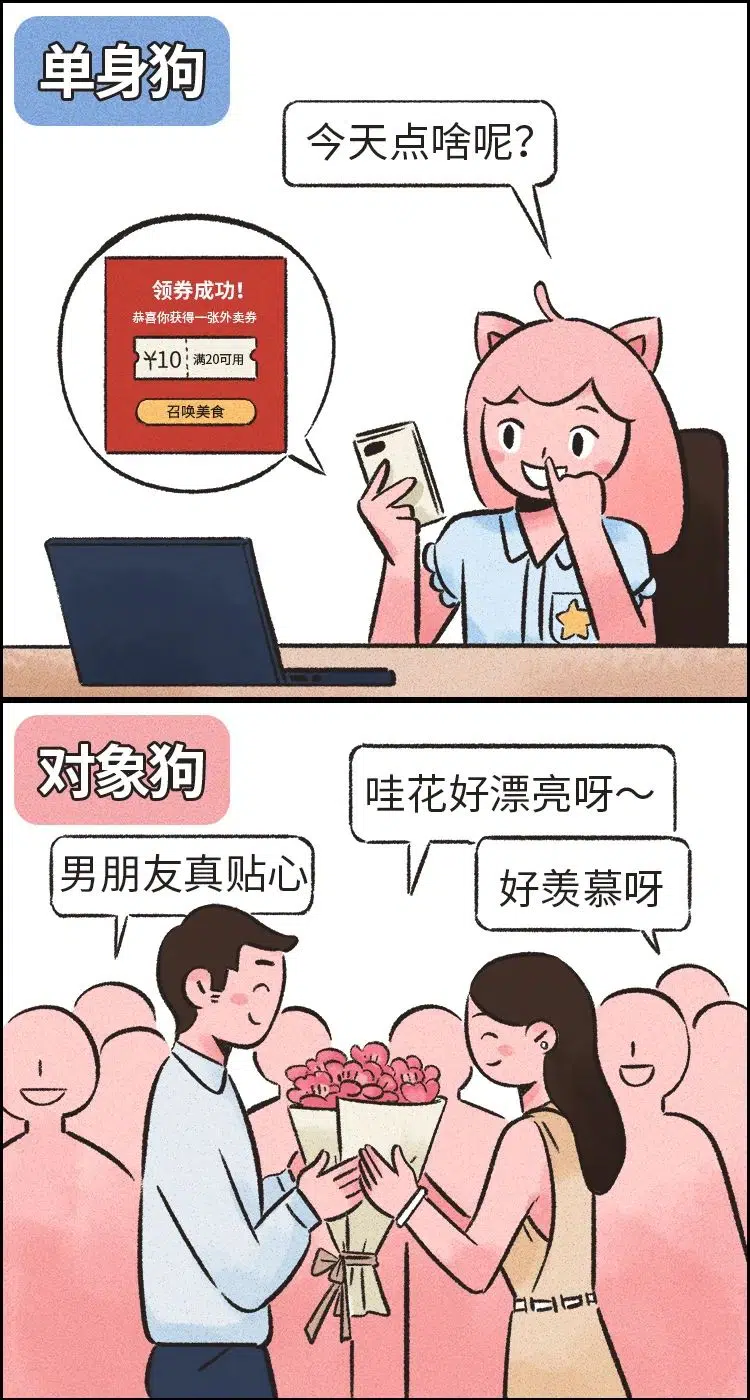 单身狗
今天点啥呢？
领券成功！
恭喜你获得一张外卖券
¥10 满20可用
召唤美食
对象狗
哇花好漂亮呀～
男朋友真贴心
好羡慕呀